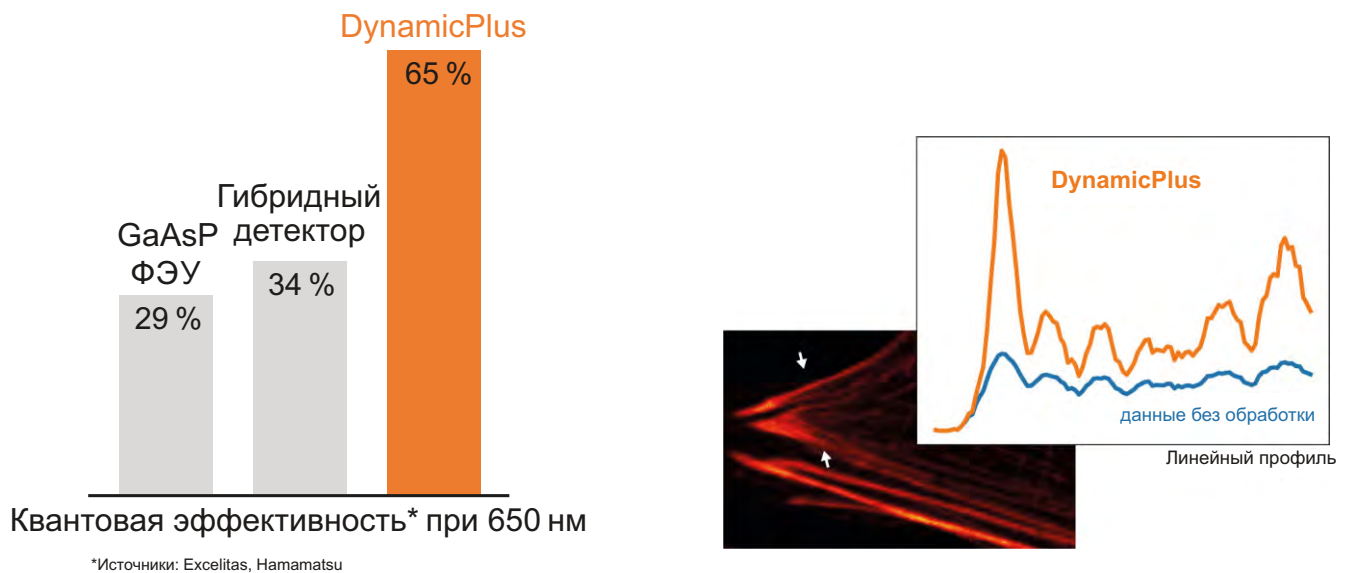 DynamicPlus
65 %
Гибридный
детектор
34 %
GaAsP
ФЭУ
29 %
Квантовая эффективность* при 650 нм
*Источники: Excelitas, Hamamatsu
DynamicPlus
данные без обработки
Линейный профиль